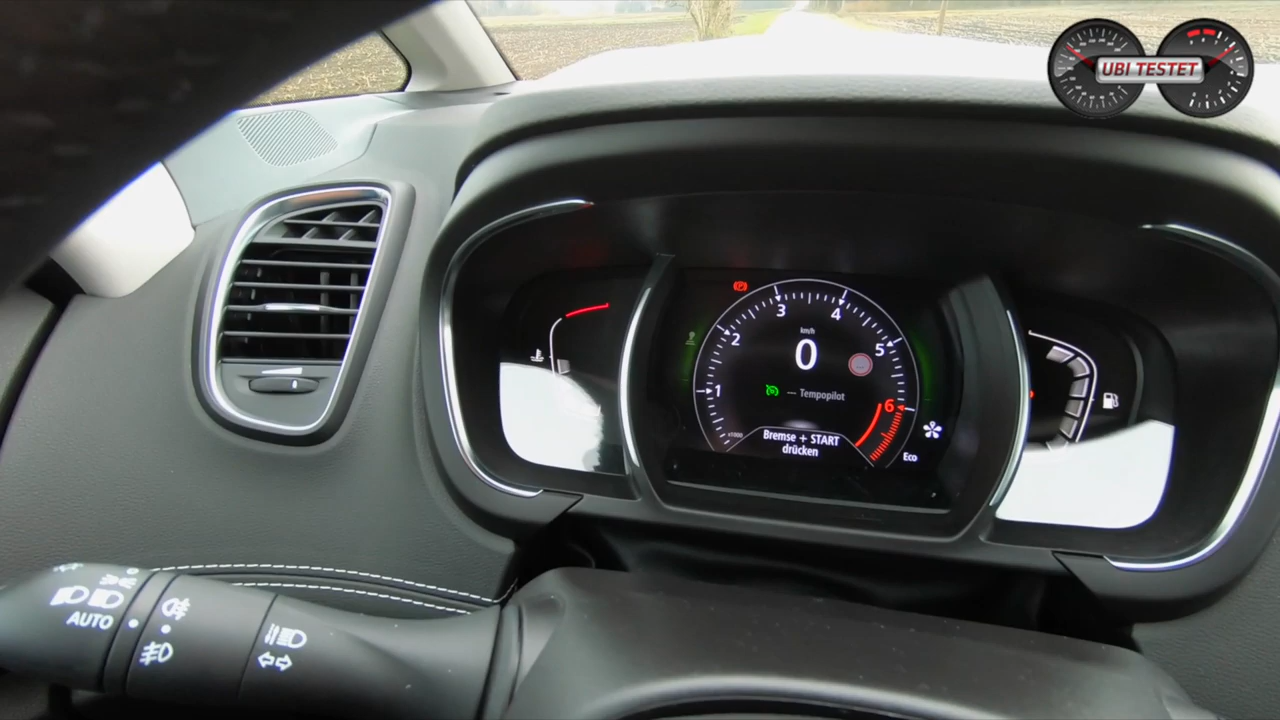 UBI TESTET
3
4
km/h
2
5
0
1
Tempopilot
6
x1000
Bremse + START
drücken
Eco
AUTO